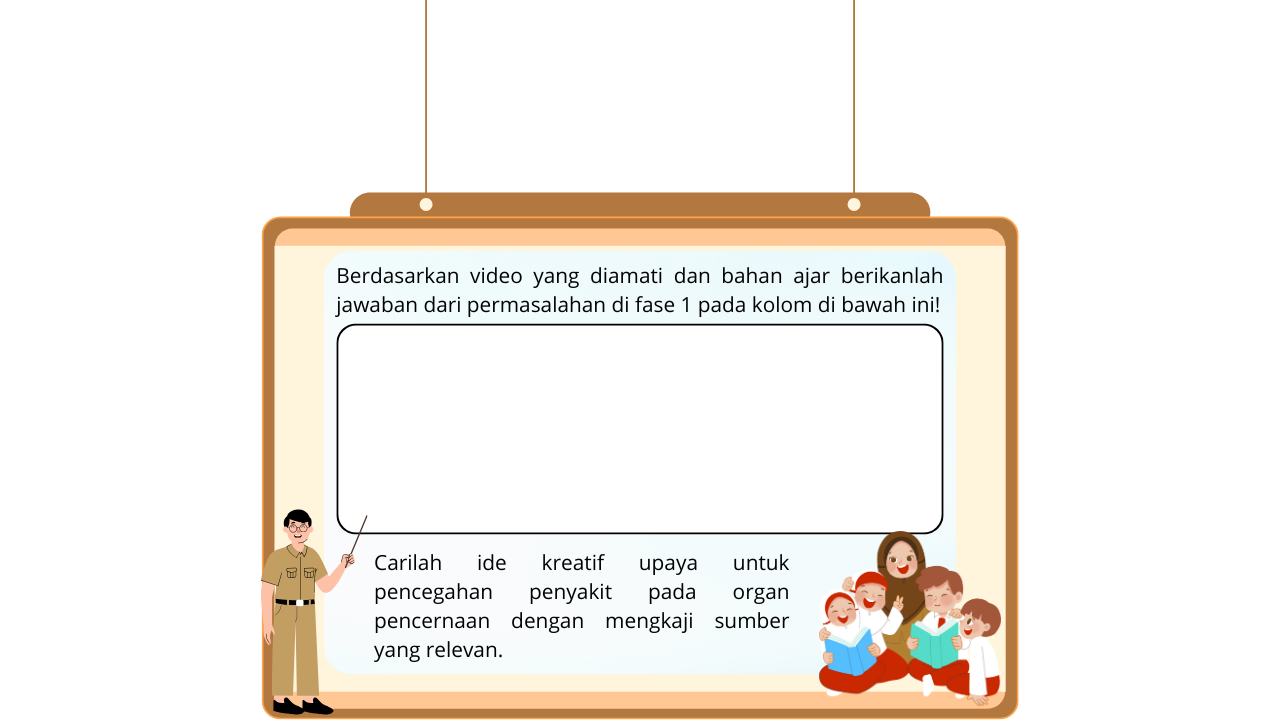 Berdasarkan video yang diamati dan bahan ajar berikanlah
jawaban dari permasalahan di fase 1 pada kolom di bawah ini!
Carilah ide kreatif upaya untuk
pencegahan penyakit pada organ
pencernaan dengan mengkaji sumber
yang relevan.